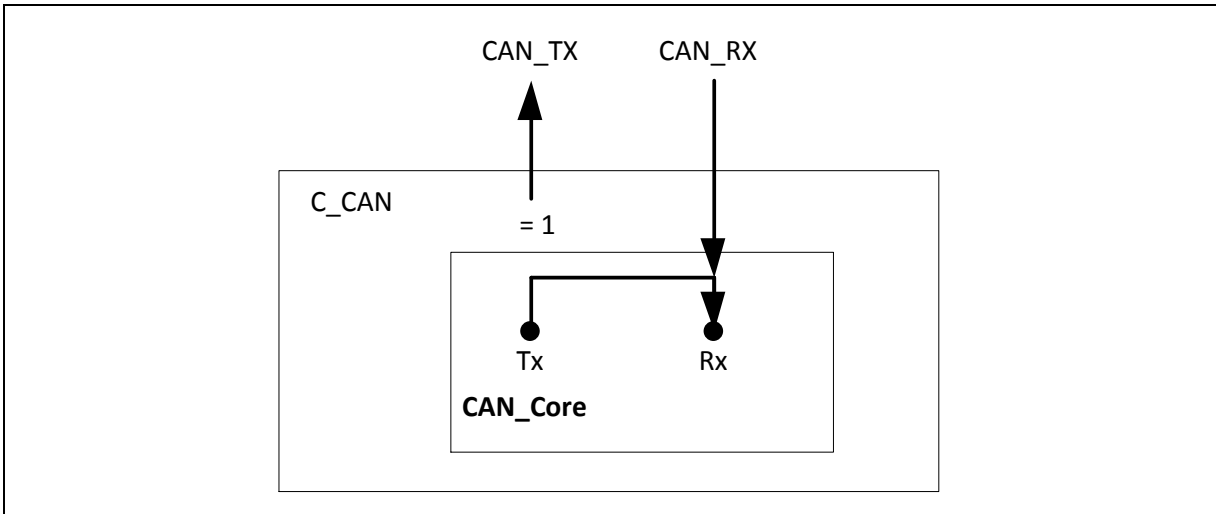 CAN_TX CAN_RX
C_CAN
= 1
Tx Rx
CAN_Core